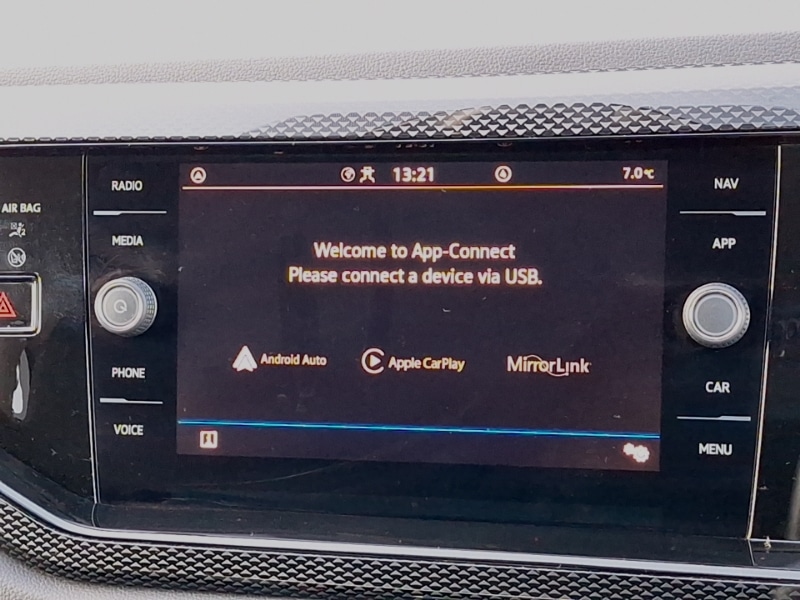 13:21
7.0°C
RADIO
NAV
AIR BAG
MEDIA
APP
Welcome to App-Connect
Please connect a device via USB.
Android Auto
Apple CarPlay
MirrorLink
PHONE
CAR
VOICE
MENU